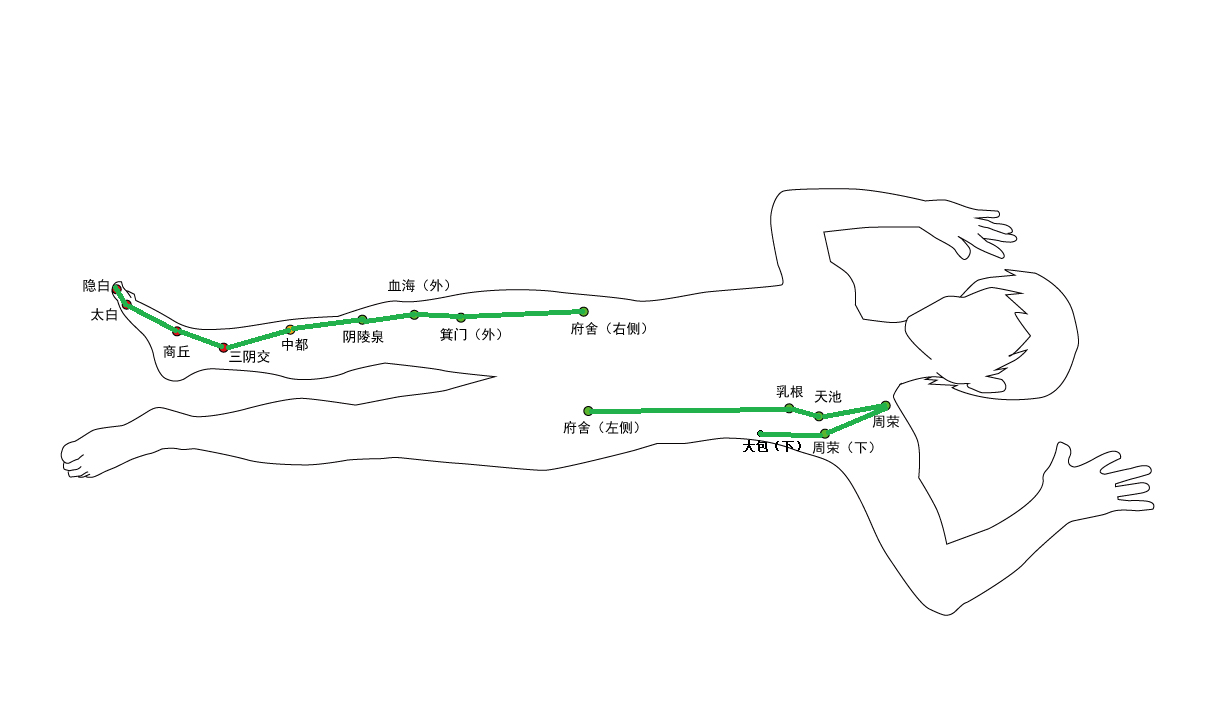 血海（外）
隐白
太白
箕门（外）
府舍（右侧）
阴陵泉
中都
商丘
三阴交
乳根
天池
周荣
府舍（左侧）
大包（下）
周荣（下）